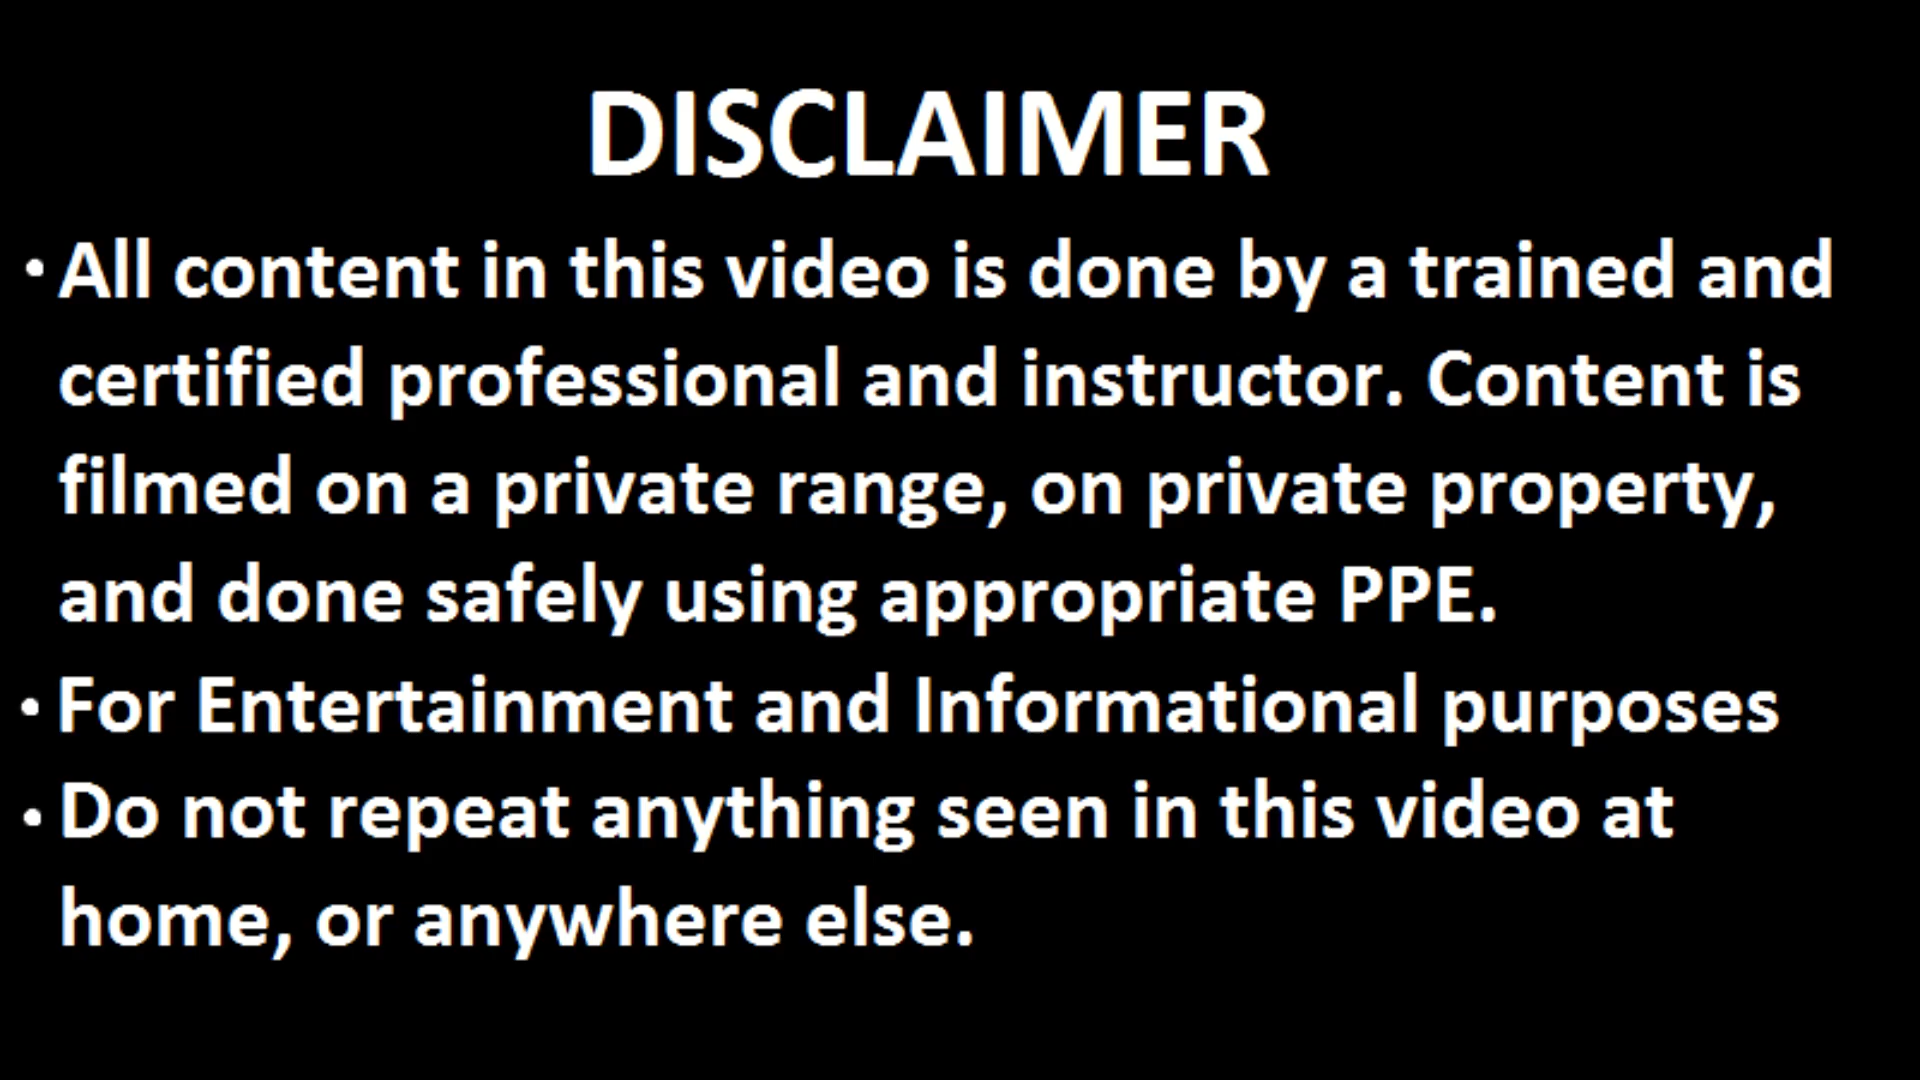 DISCLAIMER
• All content in this video is done by a trained and
certified professional and instructor. Content is
filmed on a private range, on private property,
and done safely using appropriate PPE.
• For Entertainment and Informational purposes
• Do not repeat anything seen in this video at
home, or anywhere else.